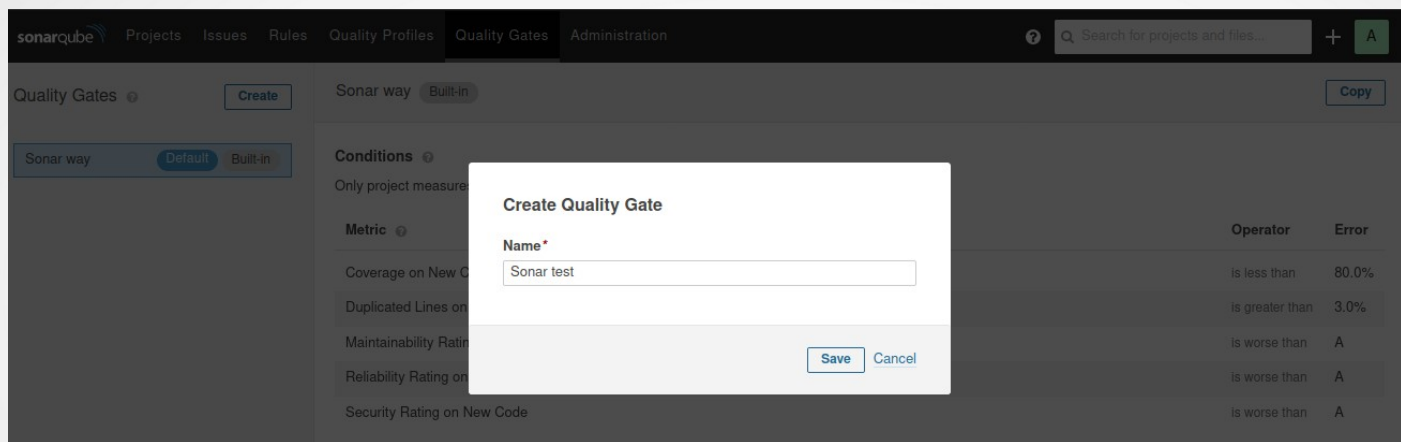 sonarqube Projects Issues Rules Quality Profiles Quality Gates Administration ? Search for projects and files... + A
Quality Gates ? Create
Sonar way Built-in Copy
Sonar way Default Built-in
Conditions ?
Only project measures
Create Quality Gate
Name*
Sonar test
Save Cancel
Metric ? Operator Error
Coverage on New C is less than 80.0%
Duplicated Lines on is greater than 3.0%
Maintainability Ratin is worse than A
Reliability Rating on is worse than A
Security Rating on New Code is worse than A